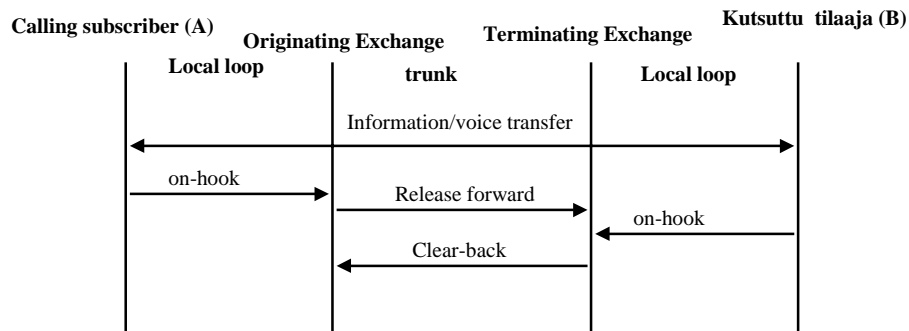 Calling subscriber (A)
Originating Exchange
Terminating Exchange
Kutsuttu tilaaja (B)
Local loop
trunk
Local loop
Information/voice transfer
on-hook
Release forward
on-hook
Clear-back